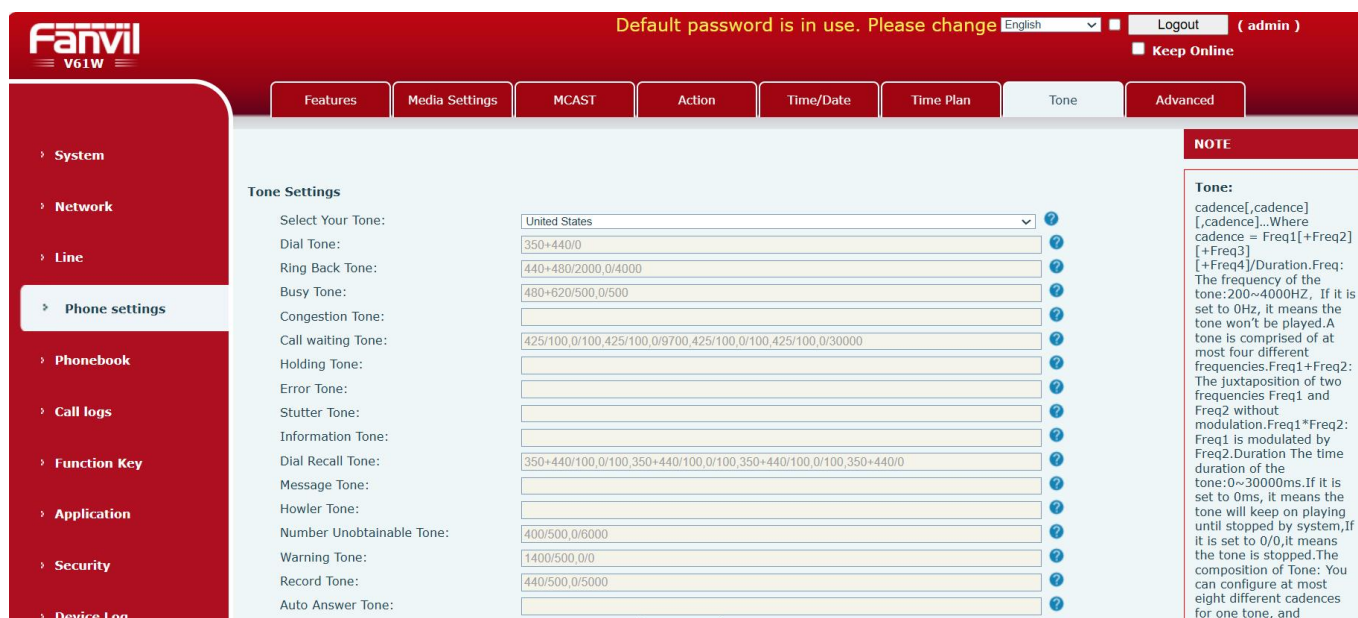 Fanvil
V61W
Default password is in use. Please change
English
Logout
( admin )
Keep Online
Features
Media Settings
MCAST
Action
Time/Date
Time Plan
Tone
Advanced
System
Network
Line
Phone settings
Phonebook
Call logs
Function Key
Application
Security
Device Log
Tone Settings
Select Your Tone: United States
Dial Tone: 350+440/0
Ring Back Tone: 440+480/2000,0/4000
Busy Tone: 480+620/500,0/500
Congestion Tone:
Call waiting Tone: 425/100,0/100,425/100,0/9700,425/100,0/100,425/100,0/30000
Holding Tone:
Error Tone:
Stutter Tone:
Information Tone:
Dial Recall Tone: 350+440/100,0/100,350+440/100,0/100,350+440/100,0/100,350+440/0
Message Tone:
Howler Tone:
Number Unobtainable Tone: 400/500,0/6000
Warning Tone: 1400/500,0/0
Record Tone: 440/500,0/5000
Auto Answer Tone:
NOTE
Tone:
cadence[,cadence]
[,cadence]...Where
cadence = Freq1[+Freq2]
[+Freq3]
[+Freq4]/Duration.Freq:
The frequency of the
tone:200~4000HZ, If it is
set to 0Hz, it means the
tone won't be played.A
tone is comprised of at
most four different
frequencies.Freq1+Freq2:
The juxtaposition of two
frequencies Freq1 and
Freq2 without
modulation.Freq1*Freq2:
Freq1 is modulated by
Freq2.Duration The time
duration of the
tone:0~30000ms.If it is
set to 0ms, it means the
tone will keep on playing
until stopped by system,If
it is set to 0/0,it means
the tone is stopped.The
composition of Tone: You
can configure at most
eight different cadences
for one tone, and